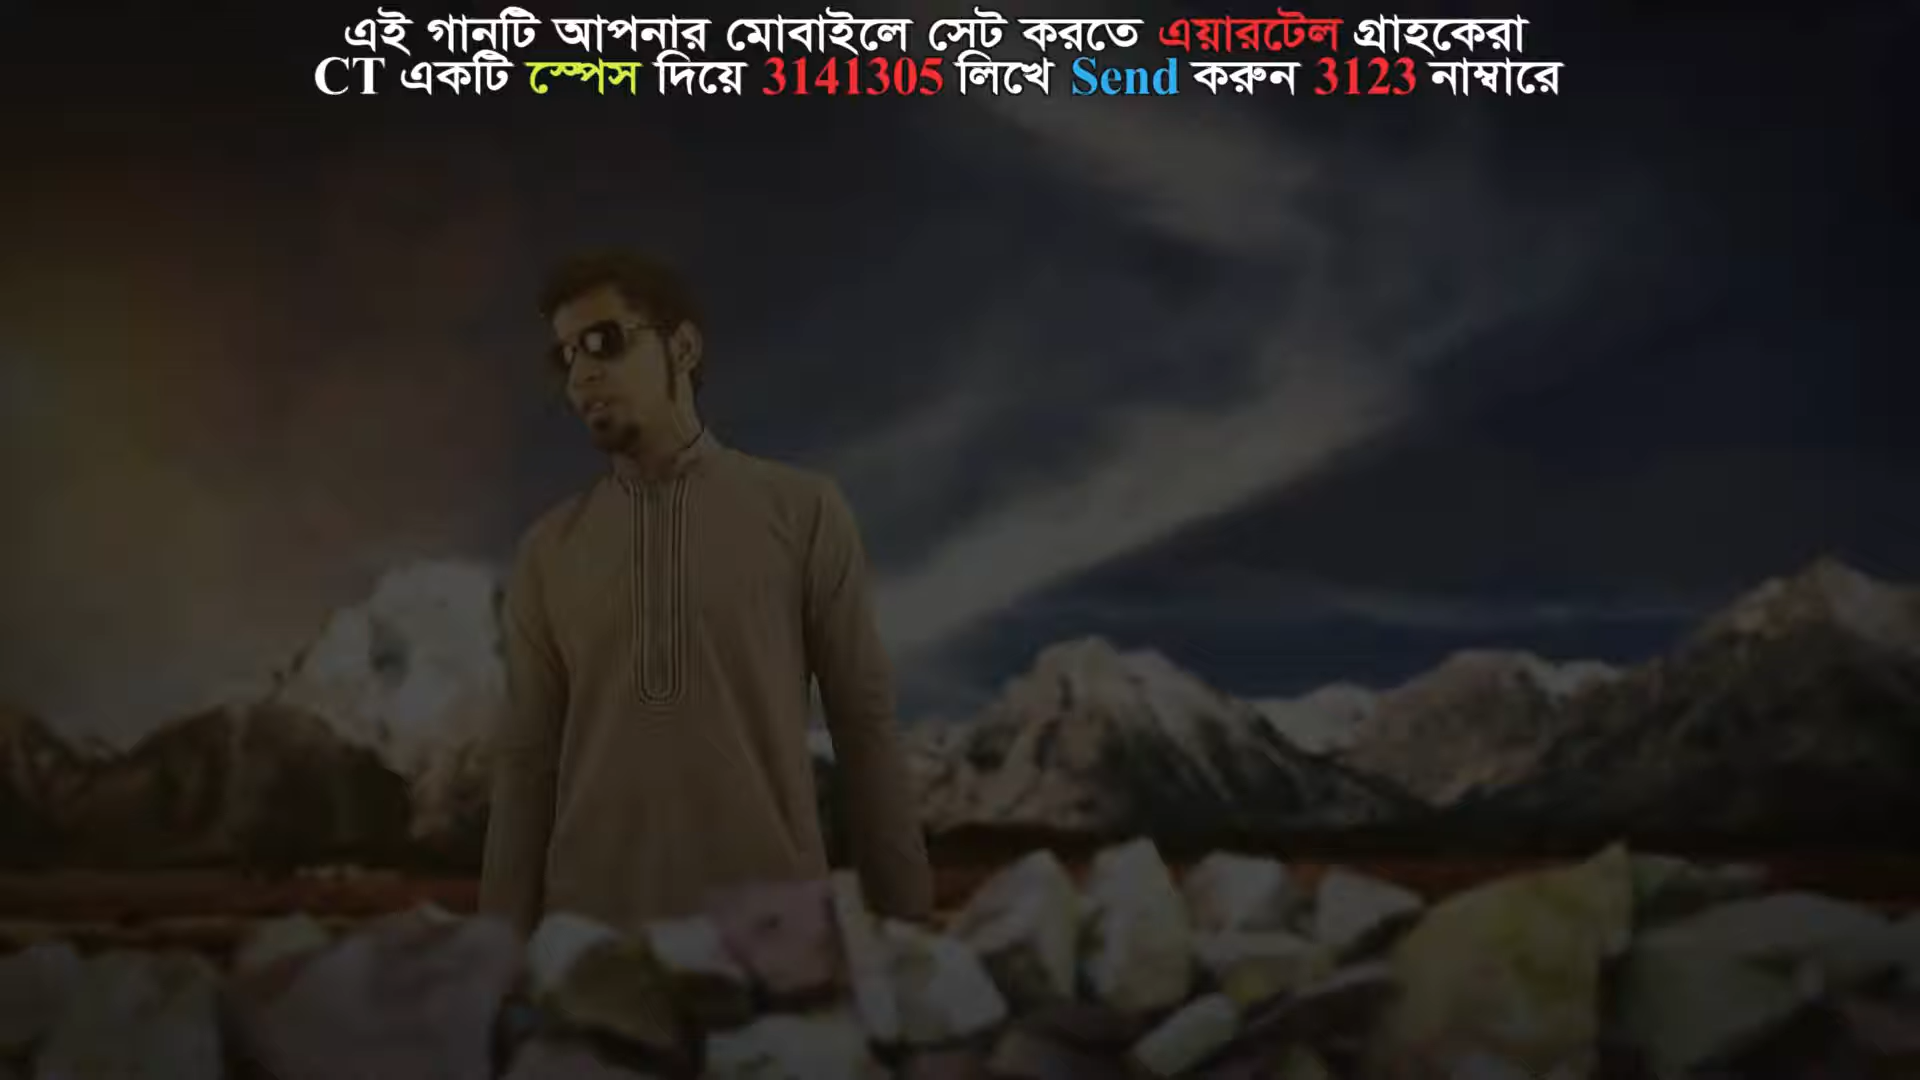 এই গানটি আপনার মোবাইলে সেট করতে এয়ারটেল গ্রাহকেরা
CT একটি স্পেস দিয়ে 3141305 লিখে Send করুন 3123 নাম্বারে